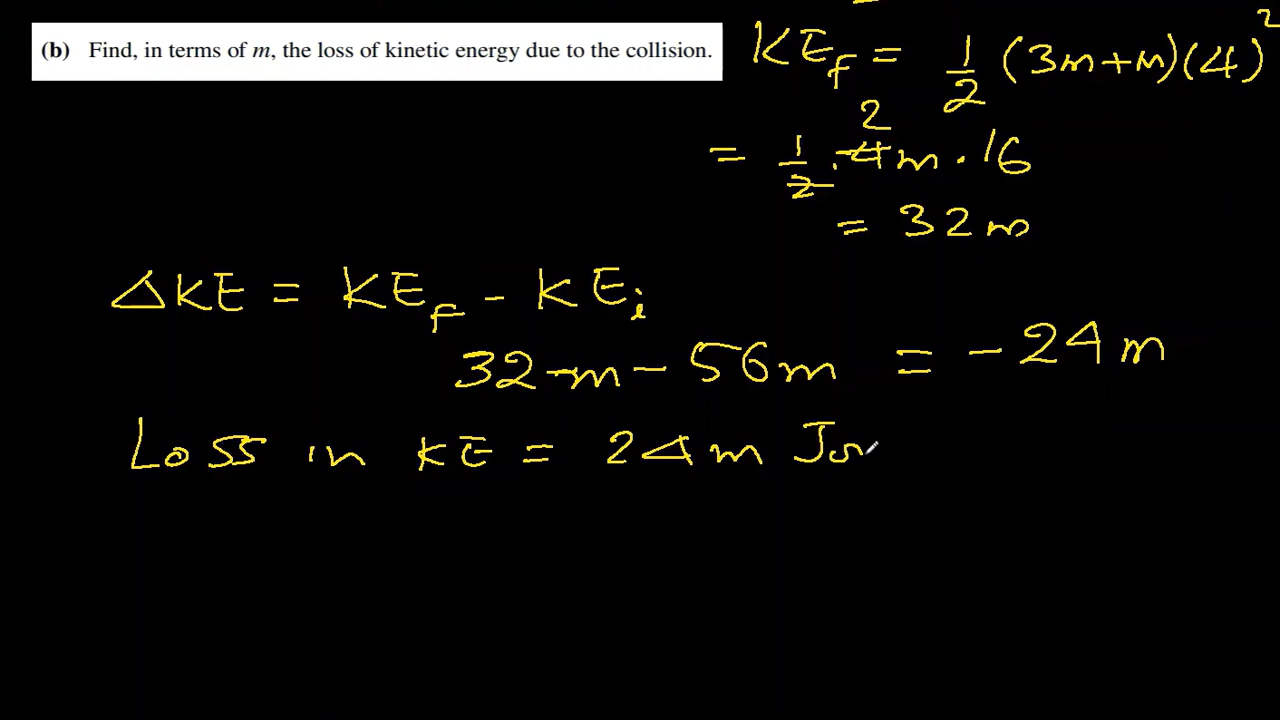 (b) Find, in terms of m, the loss of kinetic energy due to the collision.
KE_f = 1/2 (3m+m)(4)^2
= 1/2 . 4m . 16
2
= 32m
ΔKE = KE_f - KE_i
32m - 56m = -24m
Loss in KE = 24m